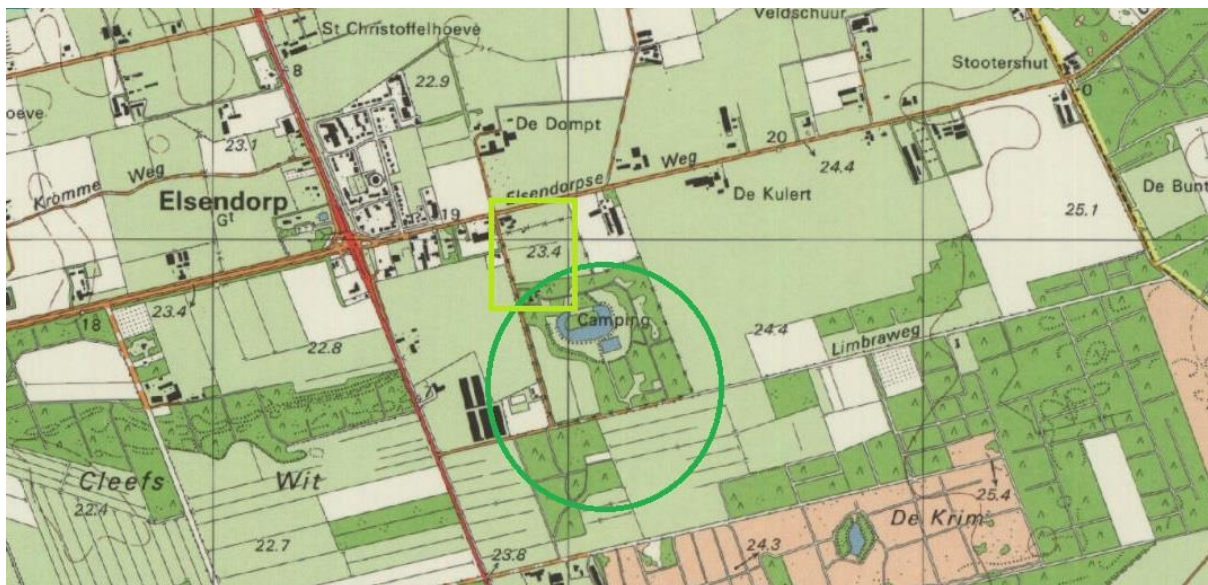 Veldschuur
St Christoffelhoeve
Stootershut
8
22.9
oeve
De Dompt
23.1
Weg
20
24.4
Kromme Weg
Elsendorpse
De Kulert
De Bunt
Elsendorp
Gt
19
25.1
23.4
18
23.4
Camping
24.4
Limbraweg
22.8
Cleefs Wit
22.4
25.4
De Krim
22.7
23.8
24.3